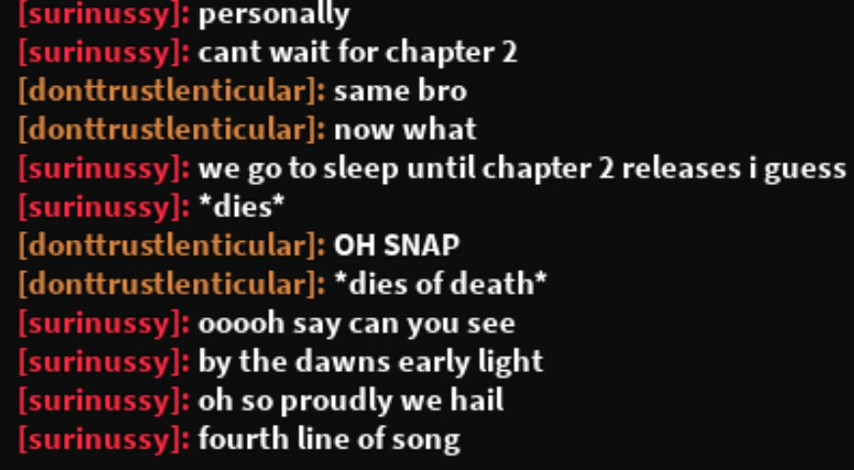 [surinussy]: personally
[surinussy]: cant wait for chapter 2
[donttrustlenticular]: same bro
[donttrustlenticular]: now what
[surinussy]: we go to sleep until chapter 2 releases i guess
[surinussy]: *dies*
[donttrustlenticular]: OH SNAP
[donttrustlenticular]: *dies of death*
[surinussy]: ooooh say can you see
[surinussy]: by the dawns early light
[surinussy]: oh so proudly we hail
[surinussy]: fourth line of song